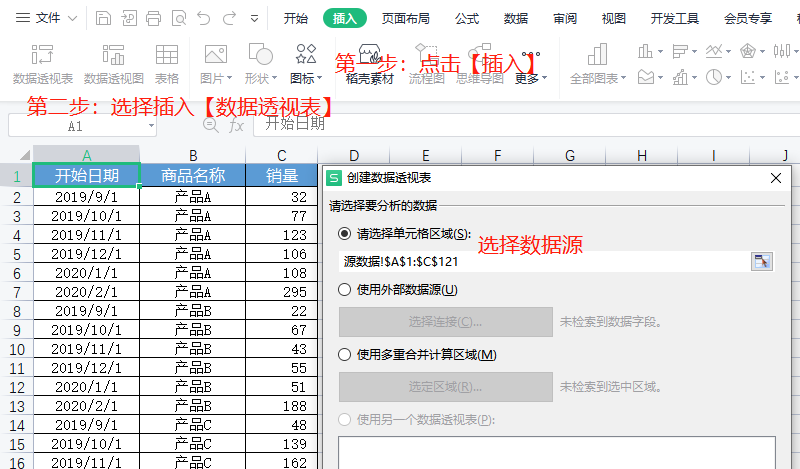 文件 开始 插入 页面布局 公式 数据 审阅 视图 开发工具 会员专享
第一步：点击【插入】
数据透视表 数据透视图 表格 图片 形状 图标 稻壳素材 流程图 思维导图 更多 全部图表
第二步：选择插入【数据透视表】
A1 fx 开始日期
A B C D E F G H I J
1 开始日期 商品名称 销量
2 2019/9/1 产品A 32
3 2019/10/1 产品A 77
4 2019/11/1 产品A 123
5 2019/12/1 产品A 106
6 2020/1/1 产品A 108
7 2020/2/1 产品A 295
8 2019/9/1 产品B 22
9 2019/10/1 产品B 67
10 2019/11/1 产品B 43
11 2019/12/1 产品B 55
12 2020/1/1 产品B 51
13 2020/2/1 产品B 188
14 2019/9/1 产品C 48
15 2019/10/1 产品C 139
16 2019/11/1 产品C 162
创建数据透视表
请选择要分析的数据
请选择单元格区域(S):
选择数据源
源数据!$A$1:$C$121
使用外部数据源(U)
选择连接(C)... 未检索到数据字段。
使用多重合并计算区域(M)
选定区域(R)... 未检索到选中区域。
使用另一个数据透视表(P):